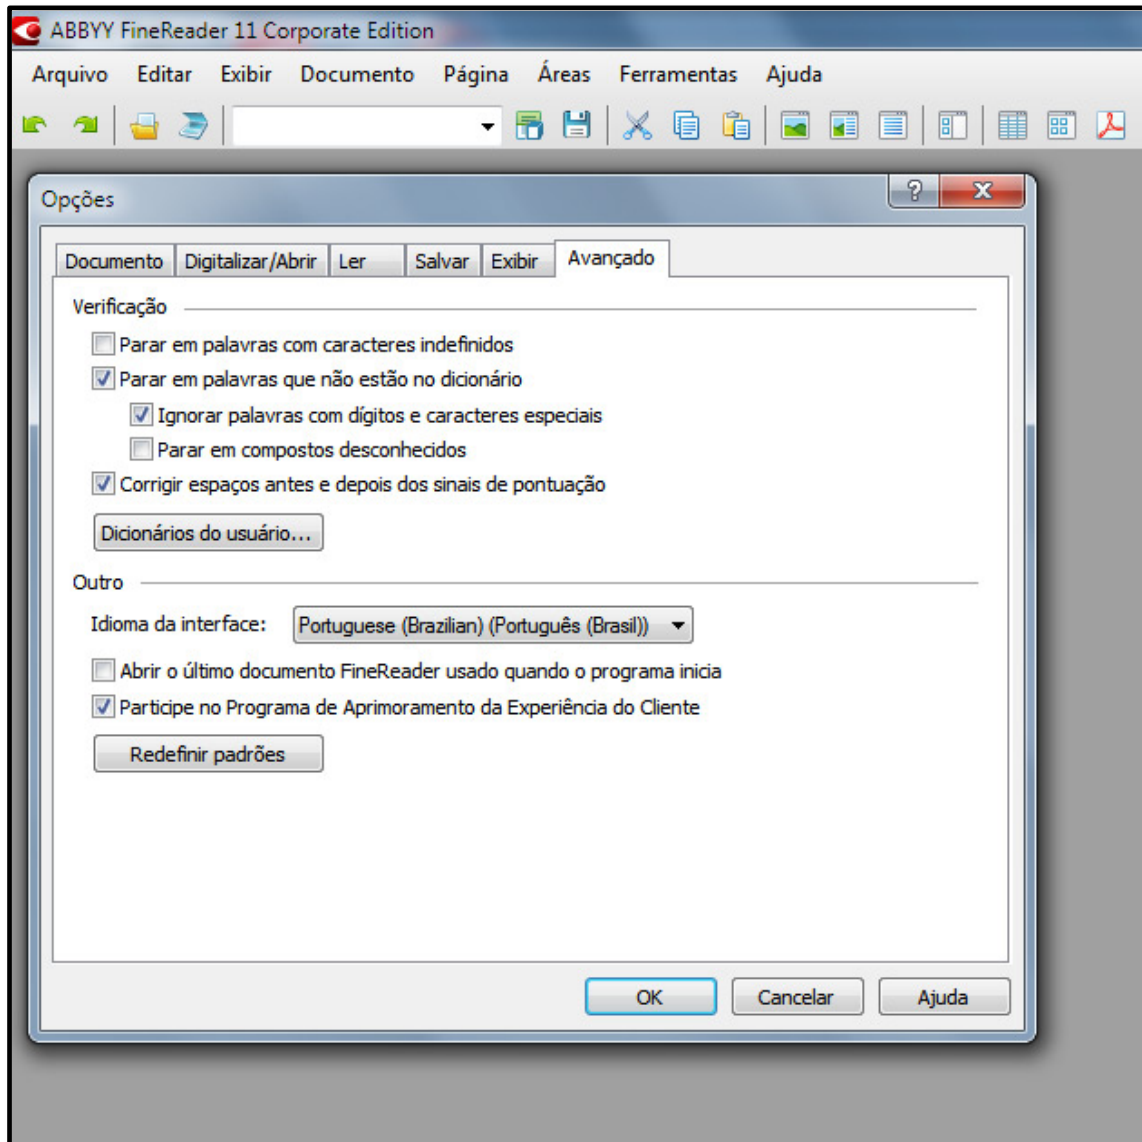 ABBYY FineReader 11 Corporate Edition
Arquivo Editar Exibir Documento Página Áreas Ferramentas Ajuda
Opções
Documento Digitalizar/Abrir Ler Salvar Exibir Avançado
Verificação
Parar em palavras com caracteres indefinidos
Parar em palavras que não estão no dicionário
Ignorar palavras com dígitos e caracteres especiais
Parar em compostos desconhecidos
Corrigir espaços antes e depois dos sinais de pontuação
Dicionários do usuário...
Outro
Idioma da interface: Portuguese (Brazilian) (Português (Brasil))
Abrir o último documento FineReader usado quando o programa inicia
Participe no Programa de Aprimoramento da Experiência do Cliente
Redefinir padrões
OK Cancelar Ajuda